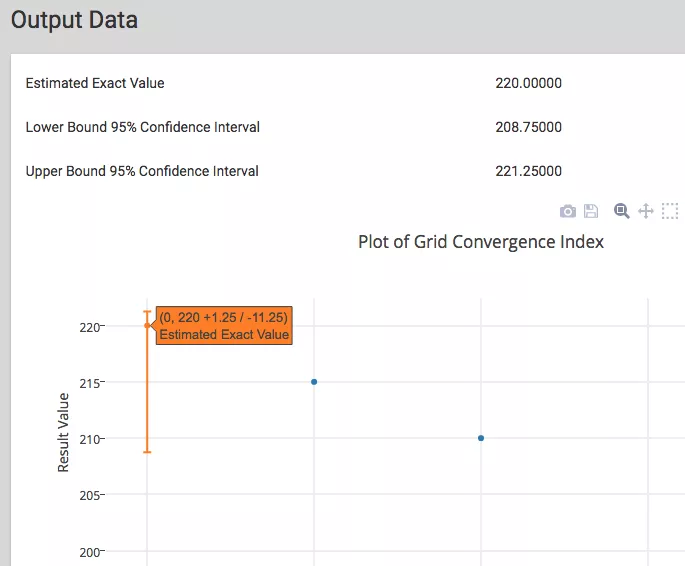 Output Data
Estimated Exact Value 220.00000
Lower Bound 95% Confidence Interval 208.75000
Upper Bound 95% Confidence Interval 221.25000
Plot of Grid Convergence Index
(0, 220 +1.25 / -11.25)
Estimated Exact Value
220
215
210
205
200
Result Value